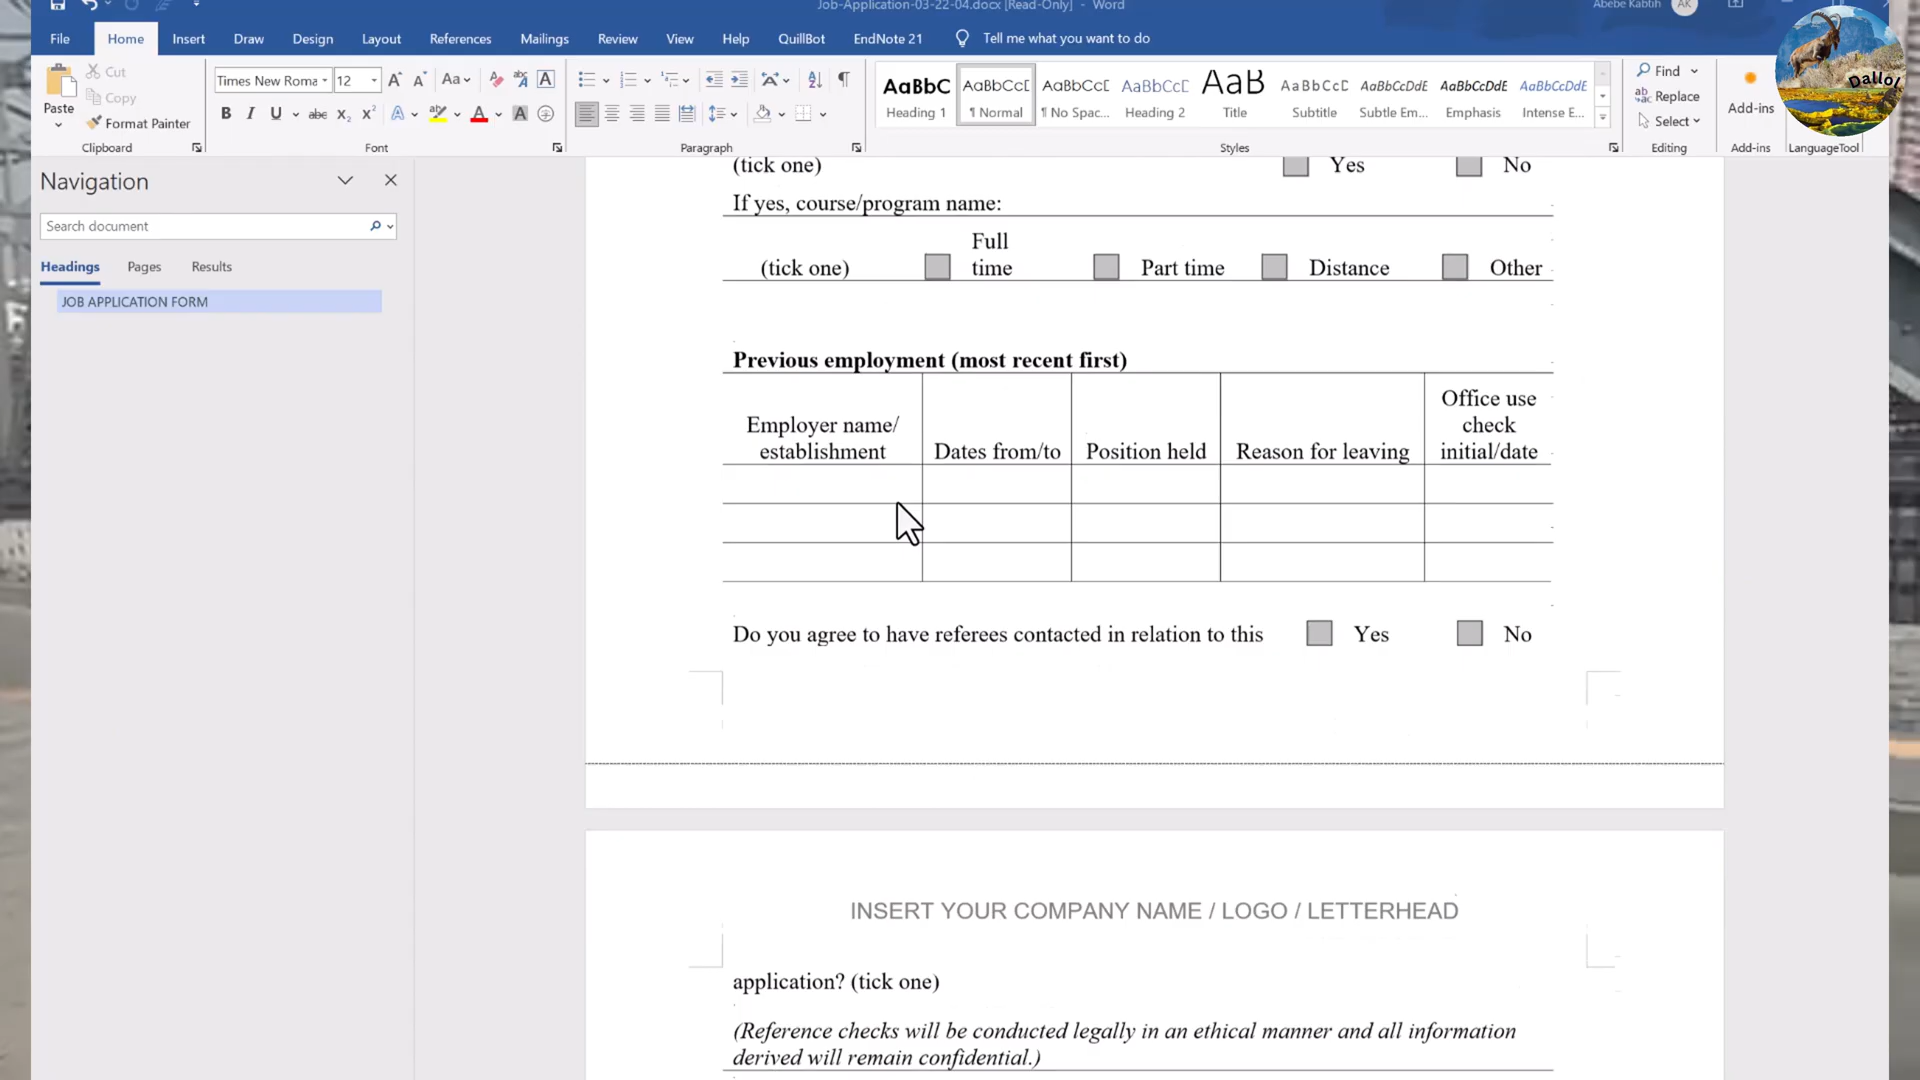 Job-Application-03-22-04.docx [Read-Only] - Word
Abebe Kabtih AK
File Home Insert Draw Design Layout References Mailings Review View Help QuillBot EndNote 21 Tell me what you want to do
Paste
Cut
Copy
Format Painter
Clipboard
Times New Roma 12
Font
Paragraph
AaBbC AaBbCcD AaBbCcD AaBbCcD AaB AaBbCcD AaBbCcDdE AaBbCcDdE AaBbCcDdE
Heading 1 ¶ Normal ¶ No Spac... Heading 2 Title Subtitle Subtle Em... Emphasis Intense E...
Styles
Find
Replace
Select
Editing
Add-ins
Add-ins
LanguageTool
Dallol
Navigation
Search document
Headings Pages Results
JOB APPLICATION FORM
(tick one) Yes No
If yes, course/program name:
(tick one) Full time Part time Distance Other
Previous employment (most recent first)
Employer name/ establishment Dates from/to Position held Reason for leaving Office use check initial/date
Do you agree to have referees contacted in relation to this Yes No
INSERT YOUR COMPANY NAME / LOGO / LETTERHEAD
application? (tick one)
(Reference checks will be conducted legally in an ethical manner and all information
derived will remain confidential.)